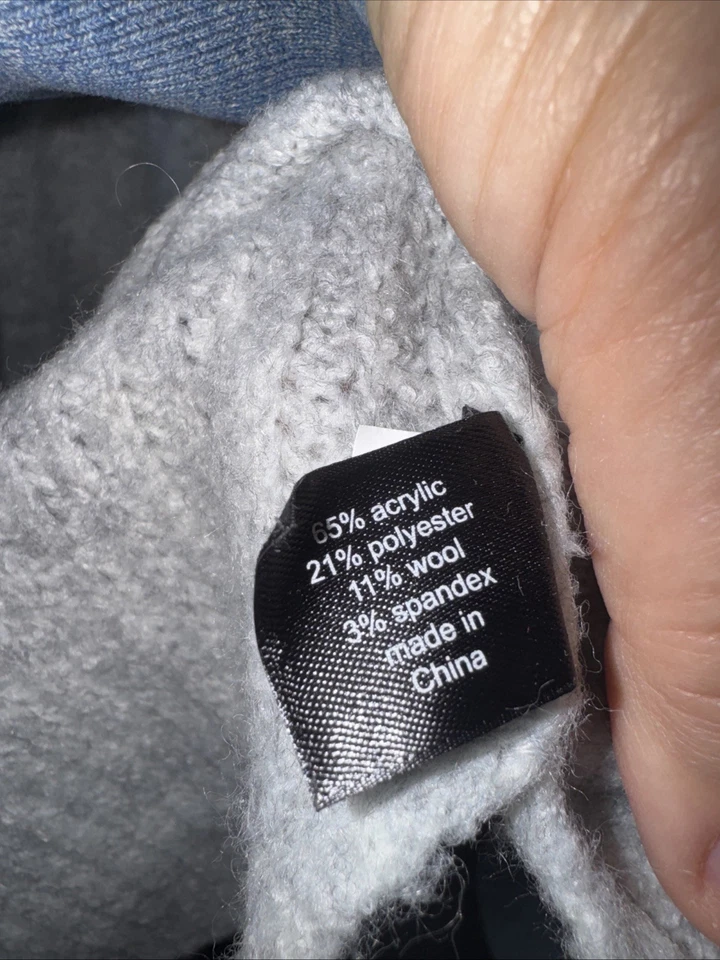 65% acrylic
21% polyester
11% wool
3% spandex
made in
China